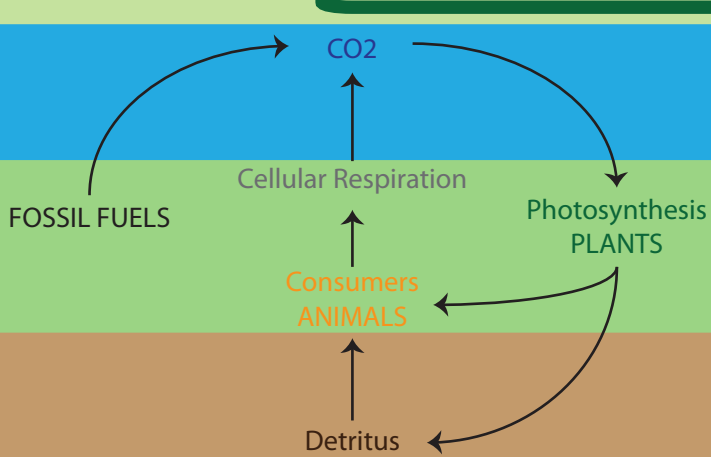 CO2
Cellular Respiration
FOSSIL FUELS
Photosynthesis
PLANTS
Consumers
ANIMALS
Detritus